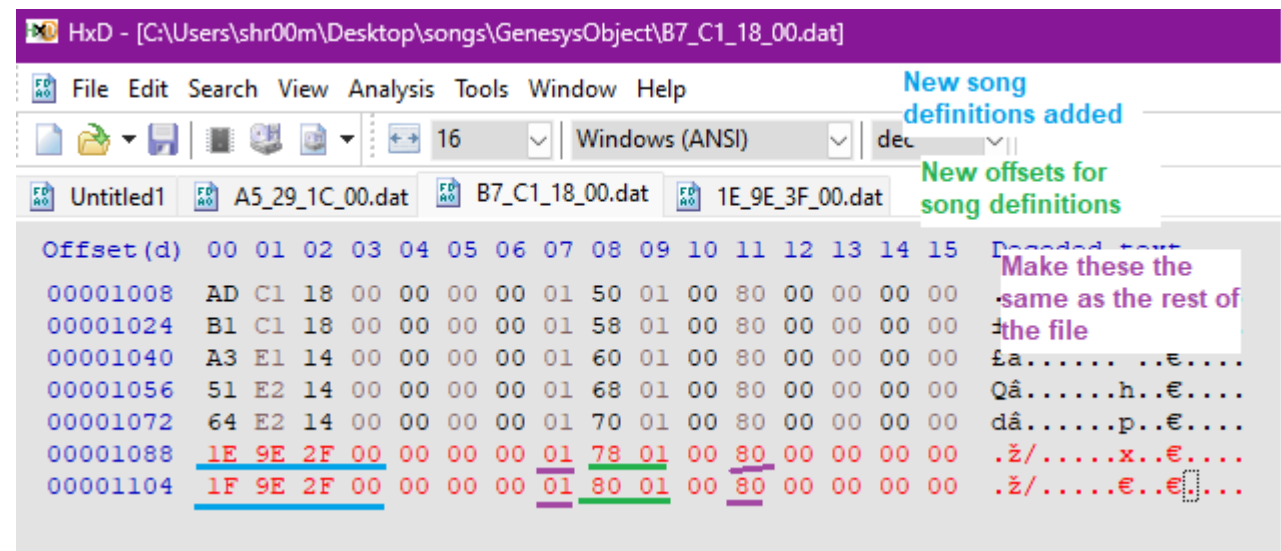 HxD - [C:\Users\shr00m\Desktop\songs\GenesysObject\B7_C1_18_00.dat]
File Edit Search View Analysis Tools Window Help
New song
definitions added
16 Windows (ANSI) dec
New offsets for
song definitions
Untitled1 A5_29_1C_00.dat B7_C1_18_00.dat 1E_9E_3F_00.dat
Offset(d) 00 01 02 03 04 05 06 07 08 09 10 11 12 13 14 15
Make these the
same as the rest of
the file
00001008 AD C1 18 00 00 00 00 01 50 01 00 80 00 00 00 00
00001024 B1 C1 18 00 00 00 00 01 58 01 00 80 00 00 00 00
00001040 A3 E1 14 00 00 00 00 01 60 01 00 80 00 00 00 00 £á...... ..€....
00001056 51 E2 14 00 00 00 00 01 68 01 00 80 00 00 00 00 Qâ......h..€....
00001072 64 E2 14 00 00 00 00 01 70 01 00 80 00 00 00 00 dâ......p..€....
00001088 1E 9E 2F 00 00 00 00 01 78 01 00 80 00 00 00 00 .ž/.....x..€....
00001104 1F 9E 2F 00 00 00 00 01 80 01 00 80 00 00 00 00 .ž/.....€..€....